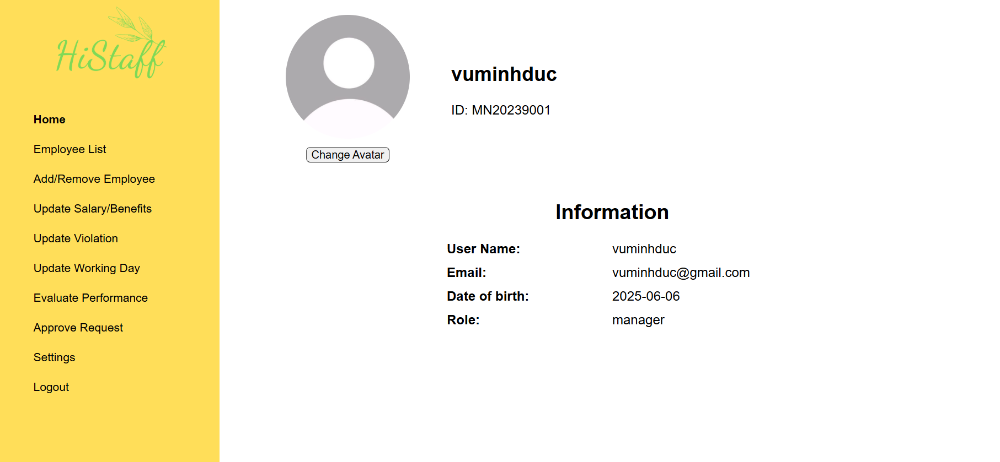 HiStaff
Home
Employee List
Add/Remove Employee
Update Salary/Benefits
Update Violation
Update Working Day
Evaluate Performance
Approve Request
Settings
Logout
vuminhduc
ID: MN20239001
Change Avatar
Information
User Name: vuminhduc
Email: vuminhduc@gmail.com
Date of birth: 2025-06-06
Role: manager